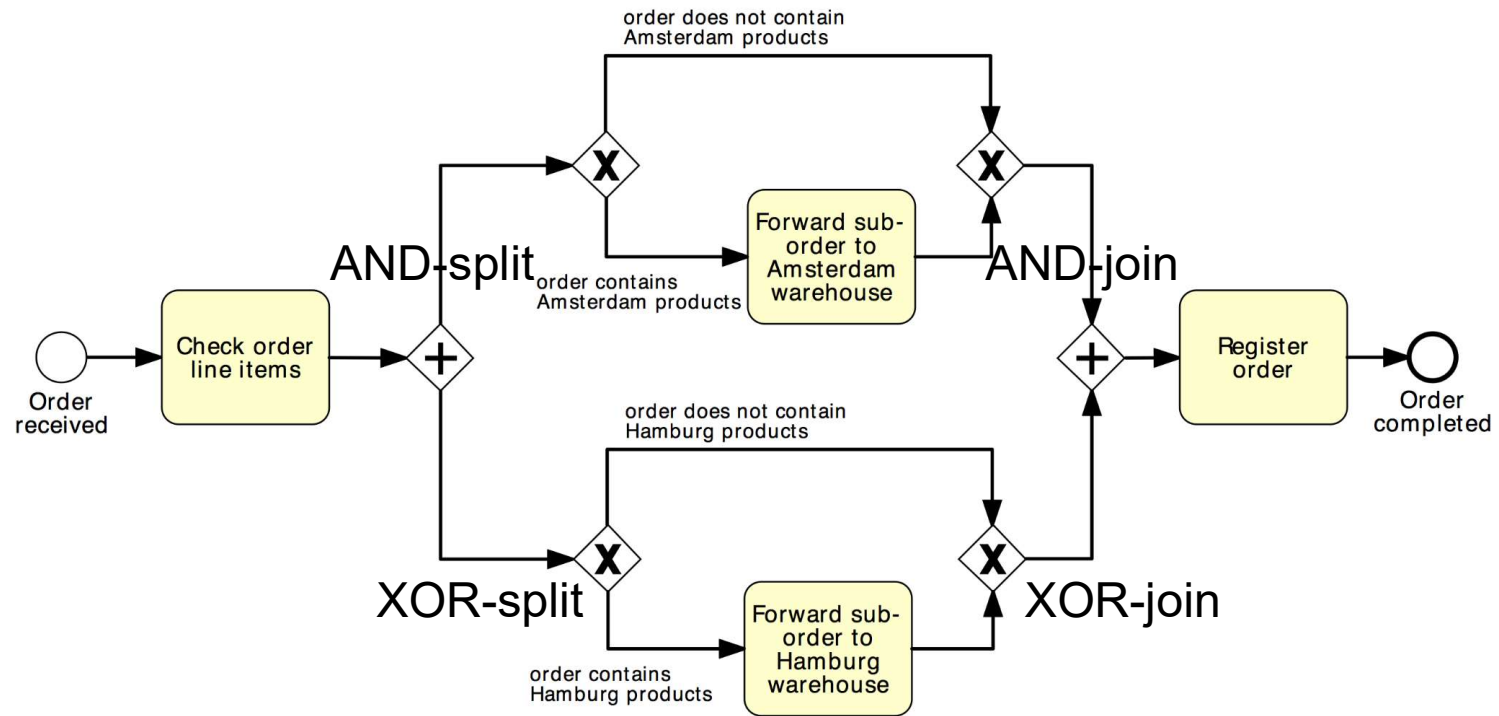 order does not contain
Amsterdam products
AND-split
order contains
Amsterdam products
Forward sub-
order to
Amsterdam
warehouse
AND-join
Order
received
Check order
line items
Register
order
Order
completed
order does not contain
Hamburg products
XOR-split
order contains
Hamburg products
Forward sub-
order to
Hamburg
warehouse
XOR-join